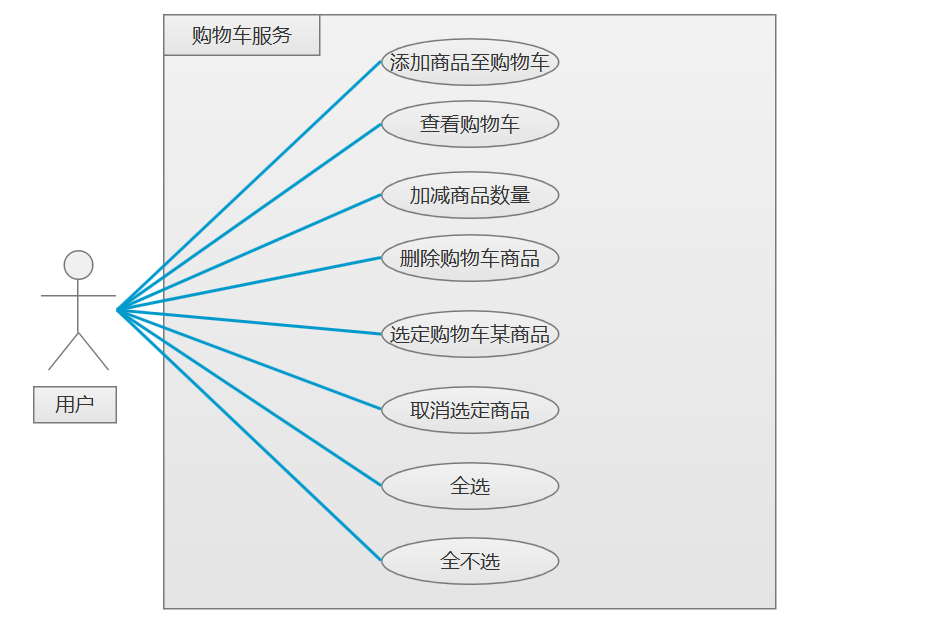 购物车服务
添加商品至购物车
查看购物车
加减商品数量
删除购物车商品
选定购物车某商品
用户
取消选定商品
全选
全不选